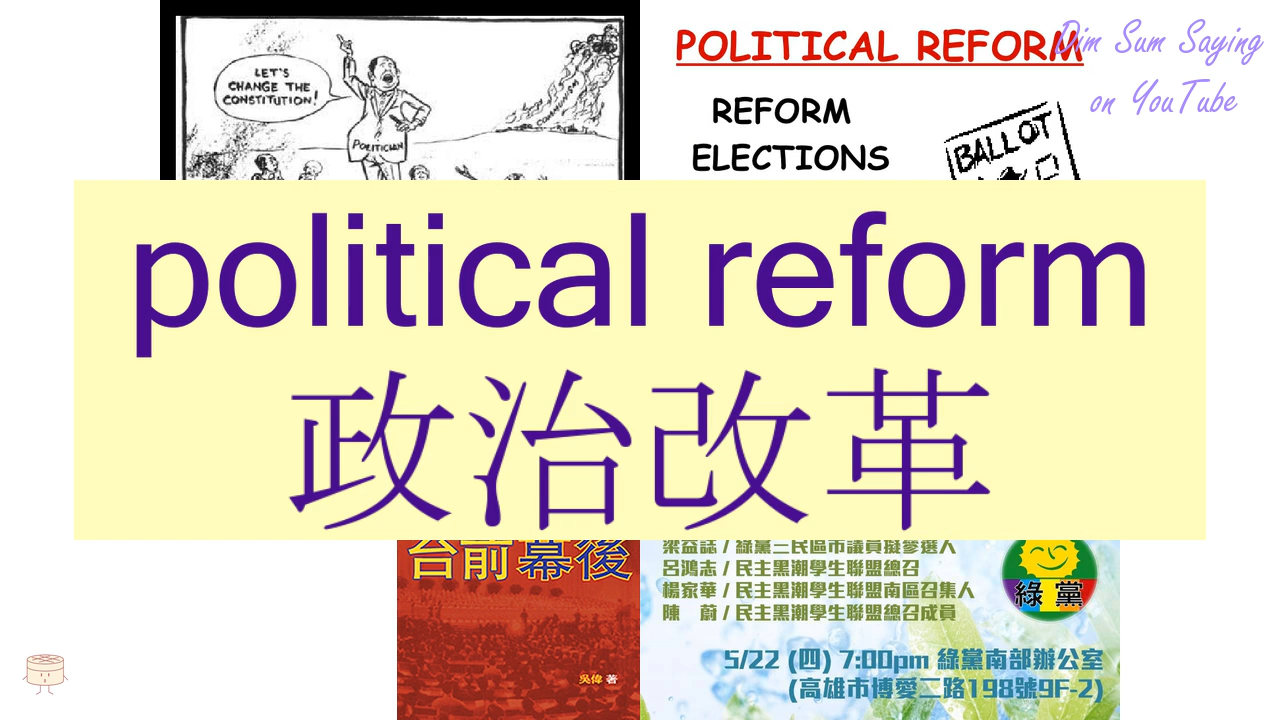 LET'S
CHANGE THE
CONSTITUTION!
POLITICIAN
COMMUNISM
POLITICAL REFORM
Dim Sum Saying
on YouTube
REFORM
ELECTIONS
BALLOT
political reform
政治改革
台前幕後
吳偉 著
梁益誌 / 綠黨三民區市議員擬參選人
呂鴻志 / 民主黑潮學生聯盟總召
楊家華 / 民主黑潮學生聯盟南區召集人
陳 蔚 / 民主黑潮學生聯盟總召成員
綠黨
5/22 (四) 7:00pm 綠黨南部辦公室
(高雄市博愛二路198號9F-2)